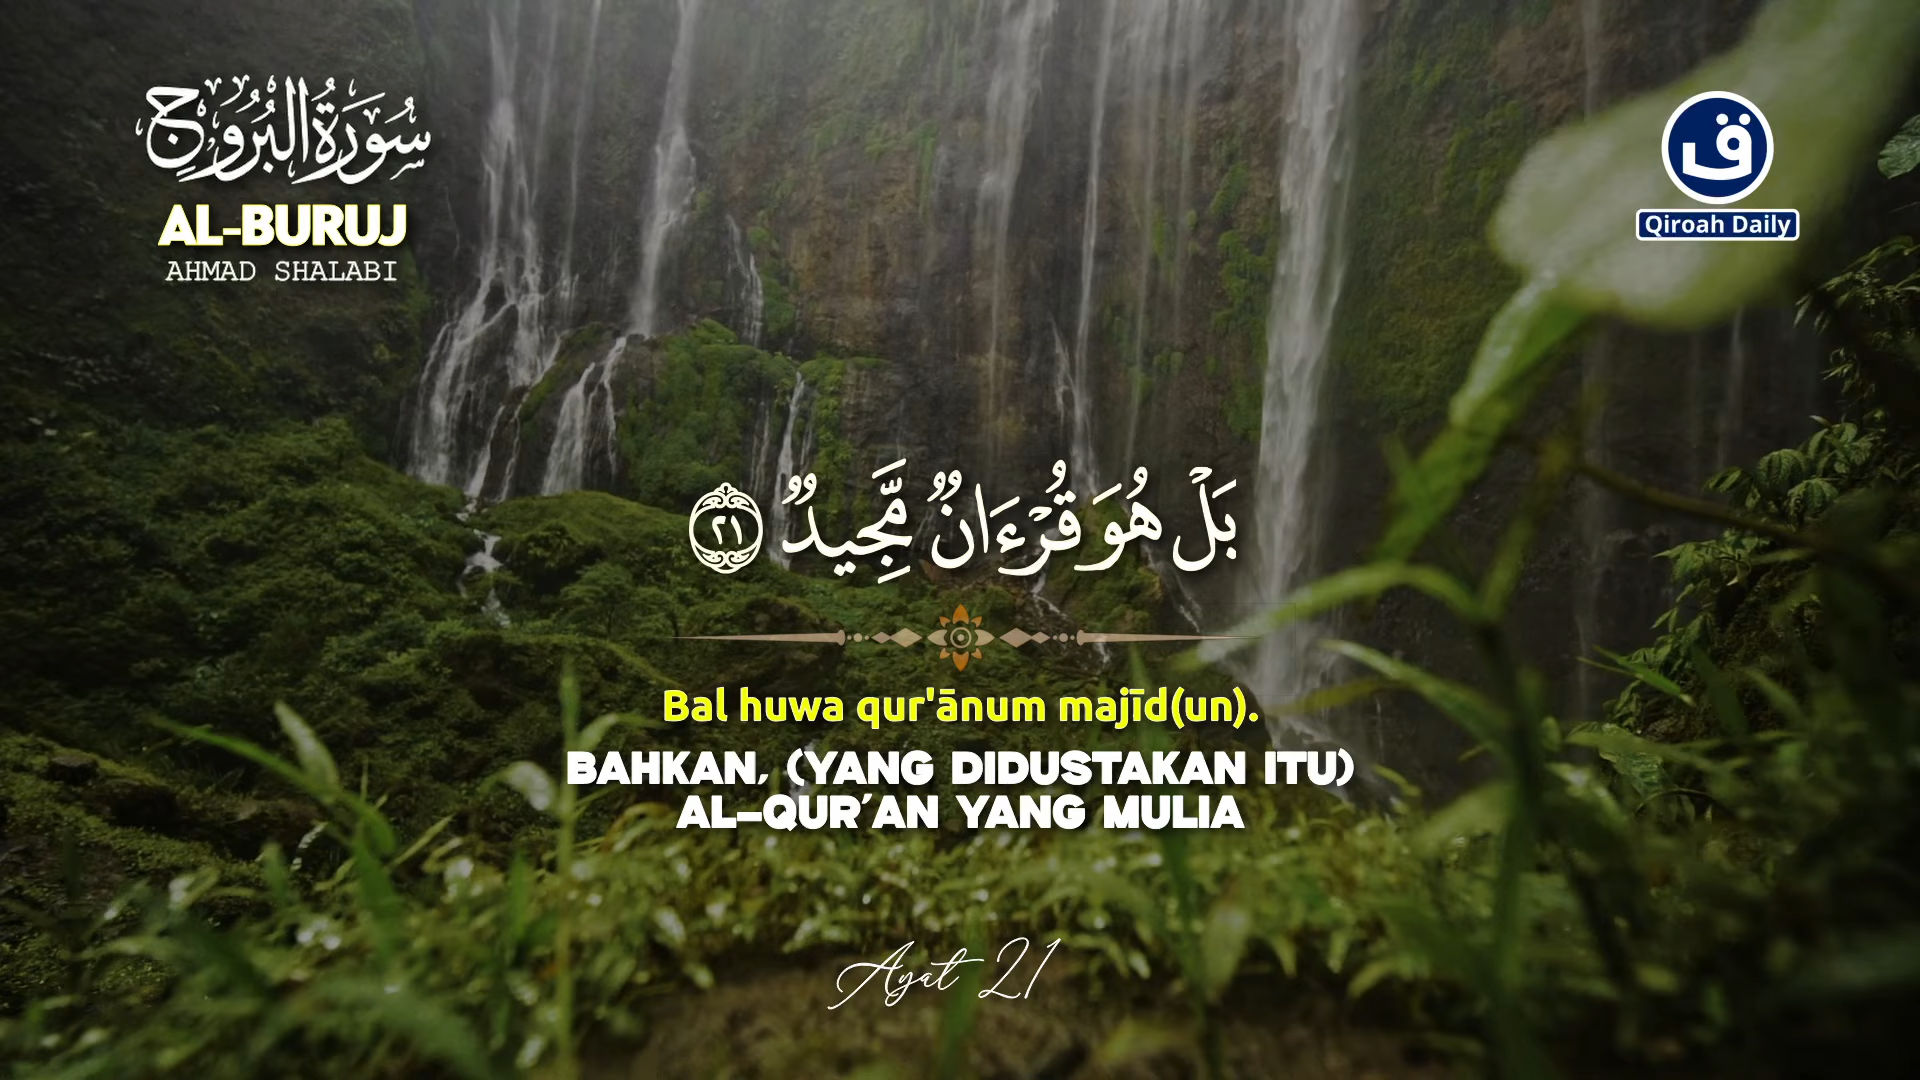 سُورَةُ البُرُوجِ
AL-BURUJ
AHMAD SHALABI
ق
Qiroah Daily
بَلْ هُوَ قُرْءَانٌ مَّجِيدٌ ٢١
Bal huwa qur'ānum majīd(un).
BAHKAN, (YANG DIDUSTAKAN ITU)
AL-QUR'AN YANG MULIA
Ayat 21